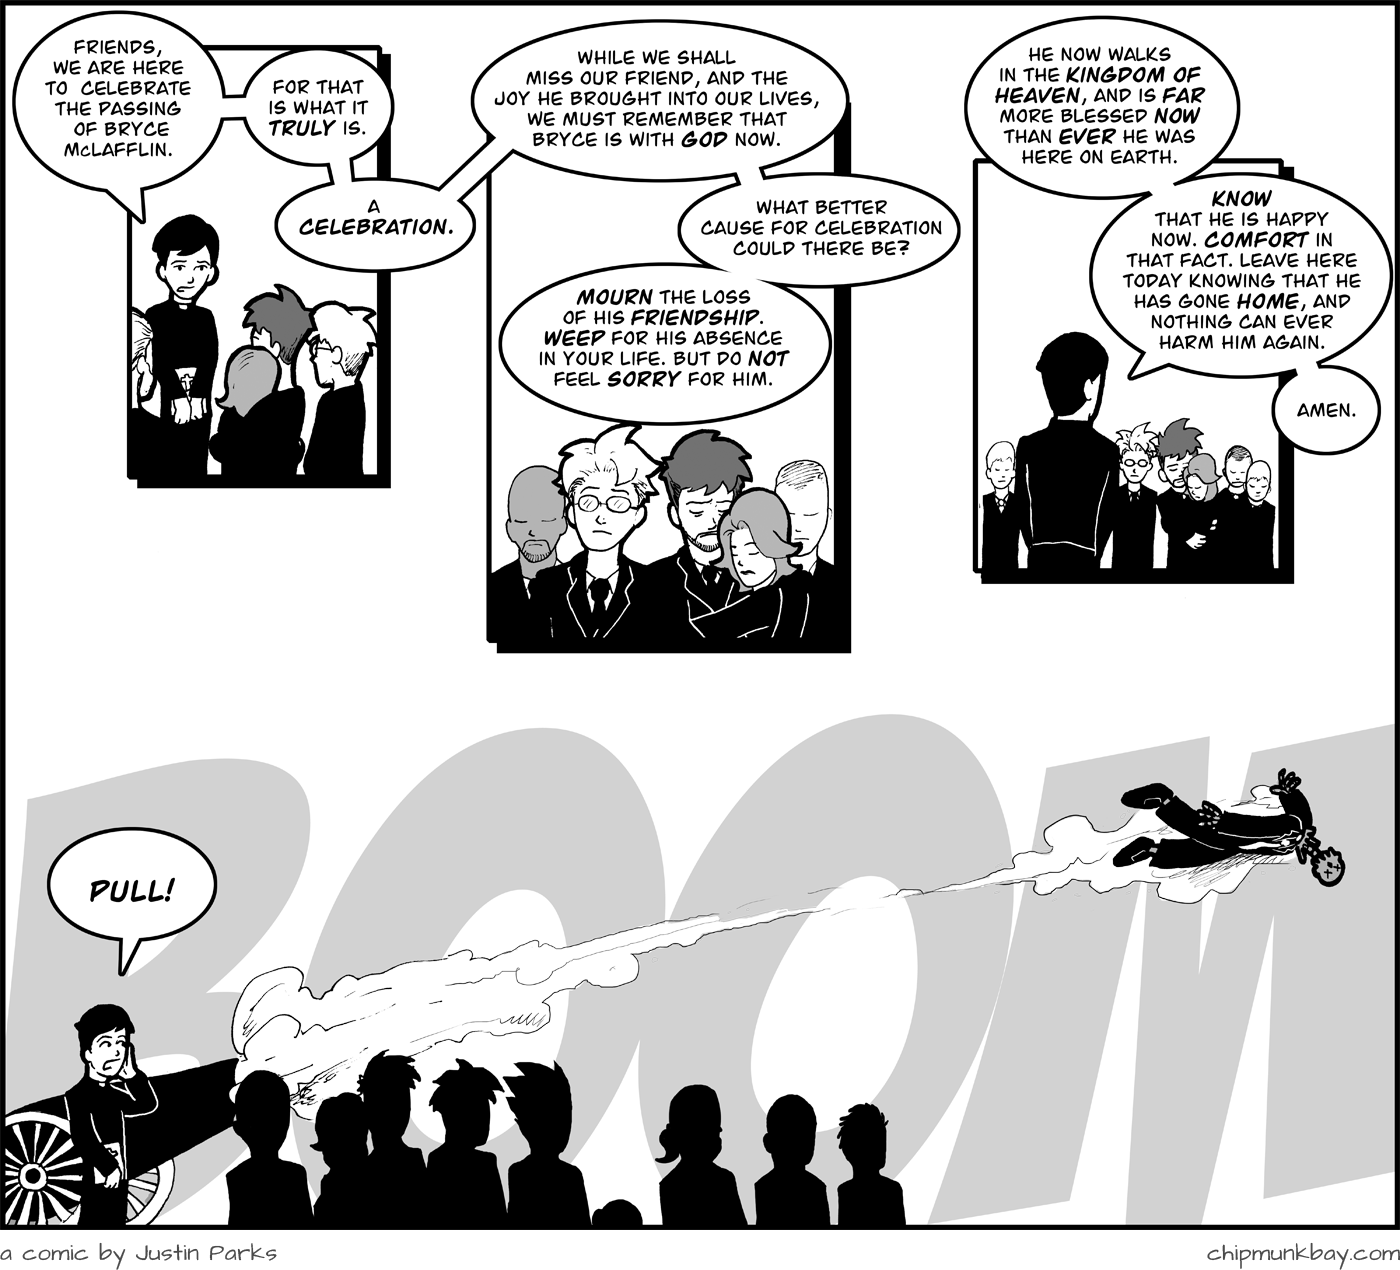 FRIENDS,
WE ARE HERE
TO CELEBRATE
THE PASSING
OF BRYCE
McLAFFLIN.
FOR THAT
IS WHAT IT
TRULY IS.
A
CELEBRATION.
WHILE WE SHALL
MISS OUR FRIEND, AND THE
JOY HE BROUGHT INTO OUR LIVES,
WE MUST REMEMBER THAT
BRYCE IS WITH GOD NOW.
WHAT BETTER
CAUSE FOR CELEBRATION
COULD THERE BE?
MOURN THE LOSS
OF HIS FRIENDSHIP.
WEEP FOR HIS ABSENCE
IN YOUR LIFE. BUT DO NOT
FEEL SORRY FOR HIM.
HE NOW WALKS
IN THE KINGDOM OF
HEAVEN, AND IS FAR
MORE BLESSED NOW
THAN EVER HE WAS
HERE ON EARTH.
KNOW
THAT HE IS HAPPY
NOW. COMFORT IN
THAT FACT. LEAVE HERE
TODAY KNOWING THAT HE
HAS GONE HOME, AND
NOTHING CAN EVER
HARM HIM AGAIN.
AMEN.
BOOM
PULL!
a comic by Justin Parks
chipmunkbay.com